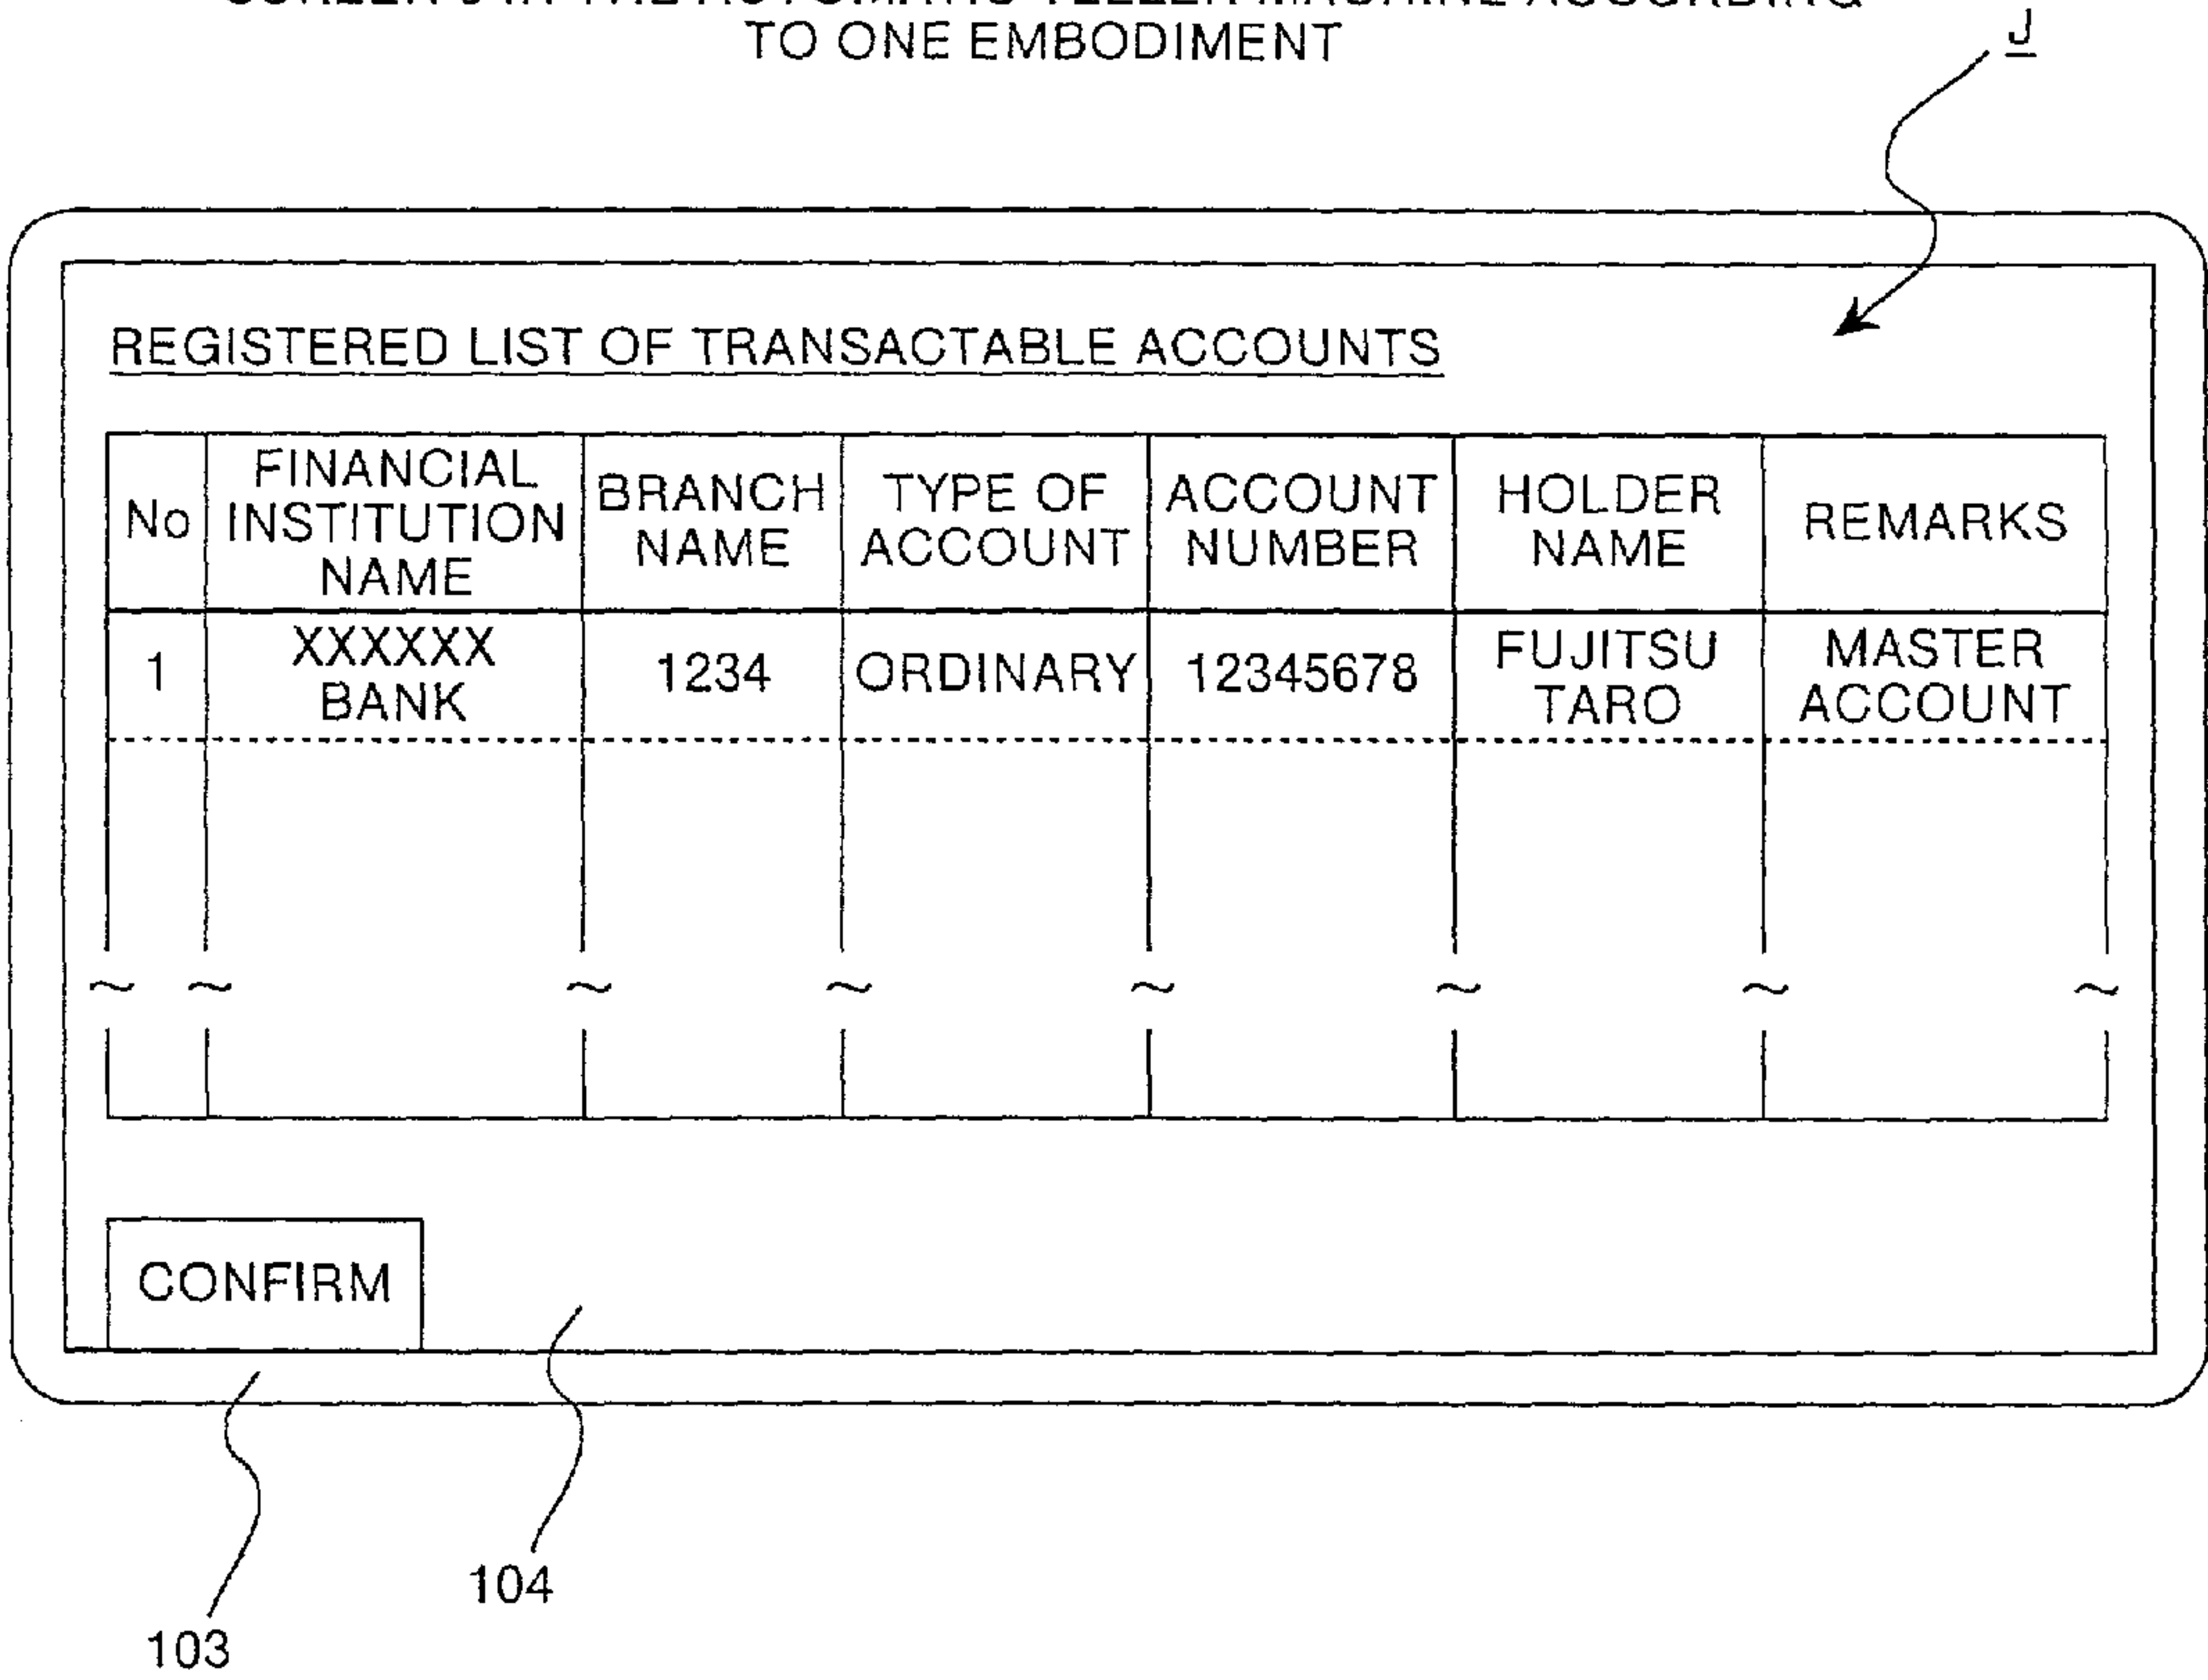 TO ONE EMBODIMENT
J
REGISTERED LIST OF TRANSACTABLE ACCOUNTS
No
FINANCIAL
INSTITUTION
NAME
BRANCH
NAME
TYPE OF
ACCOUNT
ACCOUNT
NUMBER
HOLDER
NAME
REMARKS
1
XXXXXX
BANK
1234
ORDINARY
12345678
FUJITSU
TARO
MASTER
ACCOUNT
~ ~ ~ ~ ~ ~ ~ ~
CONFIRM
104
103